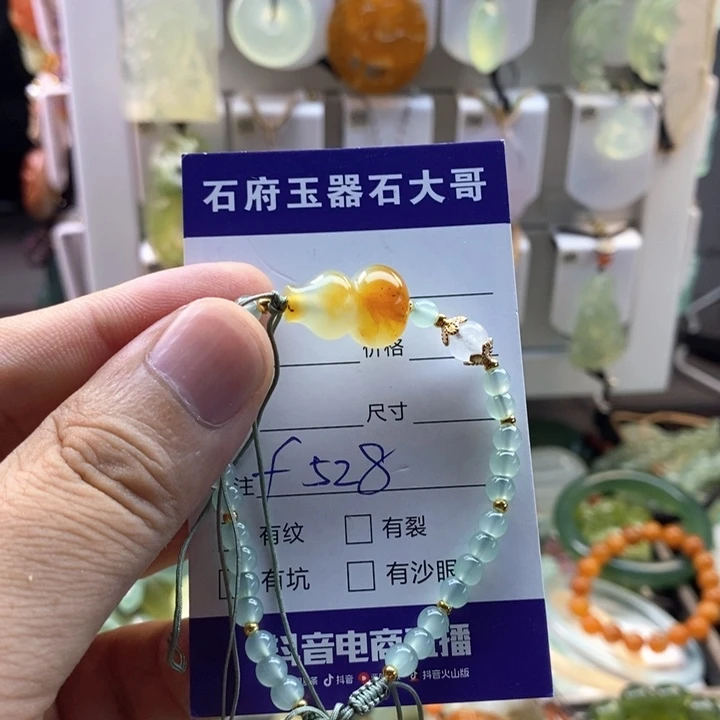 石府玉器石大哥
价格
尺寸
注 f 528
有纹 有裂
有坑 有沙眼
抖音电商直播
抖音 抖音火山版